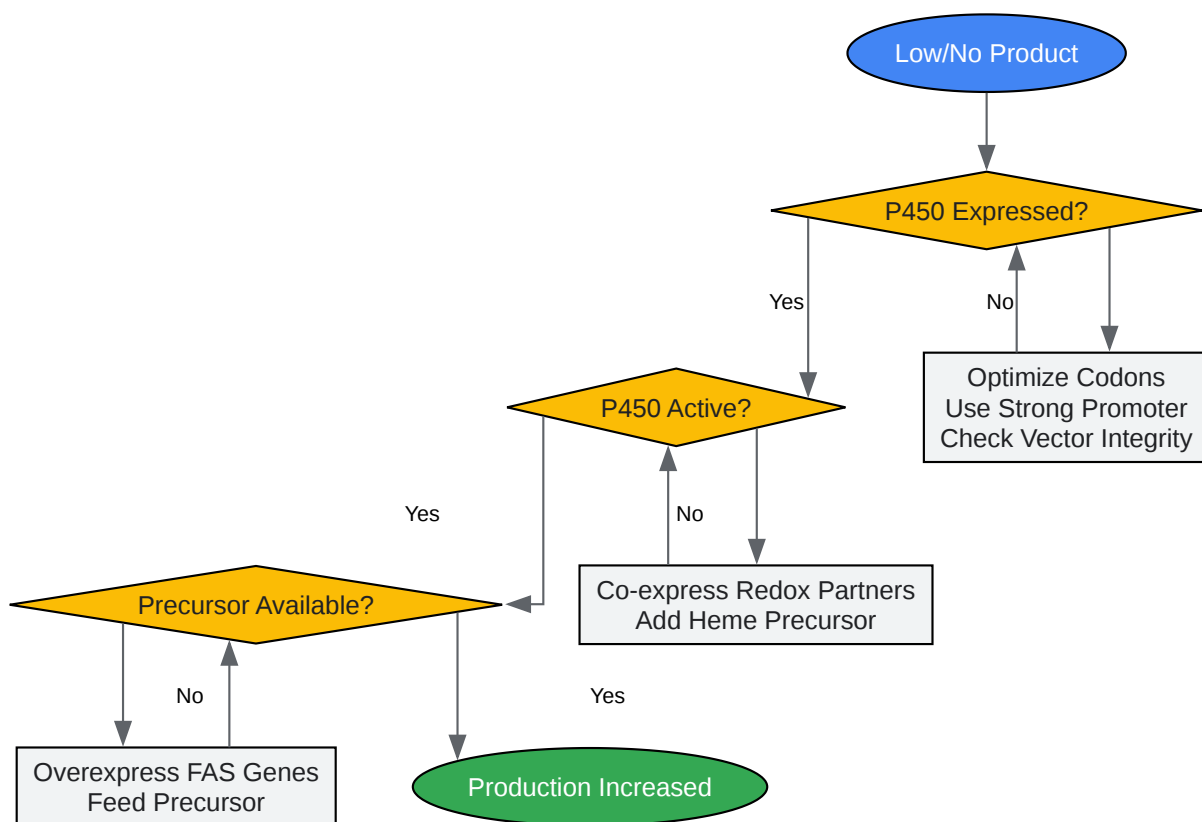 Low/No Product
P450 Expressed?
Yes
No
Optimize Codons
Use Strong Promoter
Check Vector Integrity
P450 Active?
Yes
No
Co-express Redox Partners
Add Heme Precursor
Precursor Available?
No
Yes
Overexpress FAS Genes
Feed Precursor
Production Increased